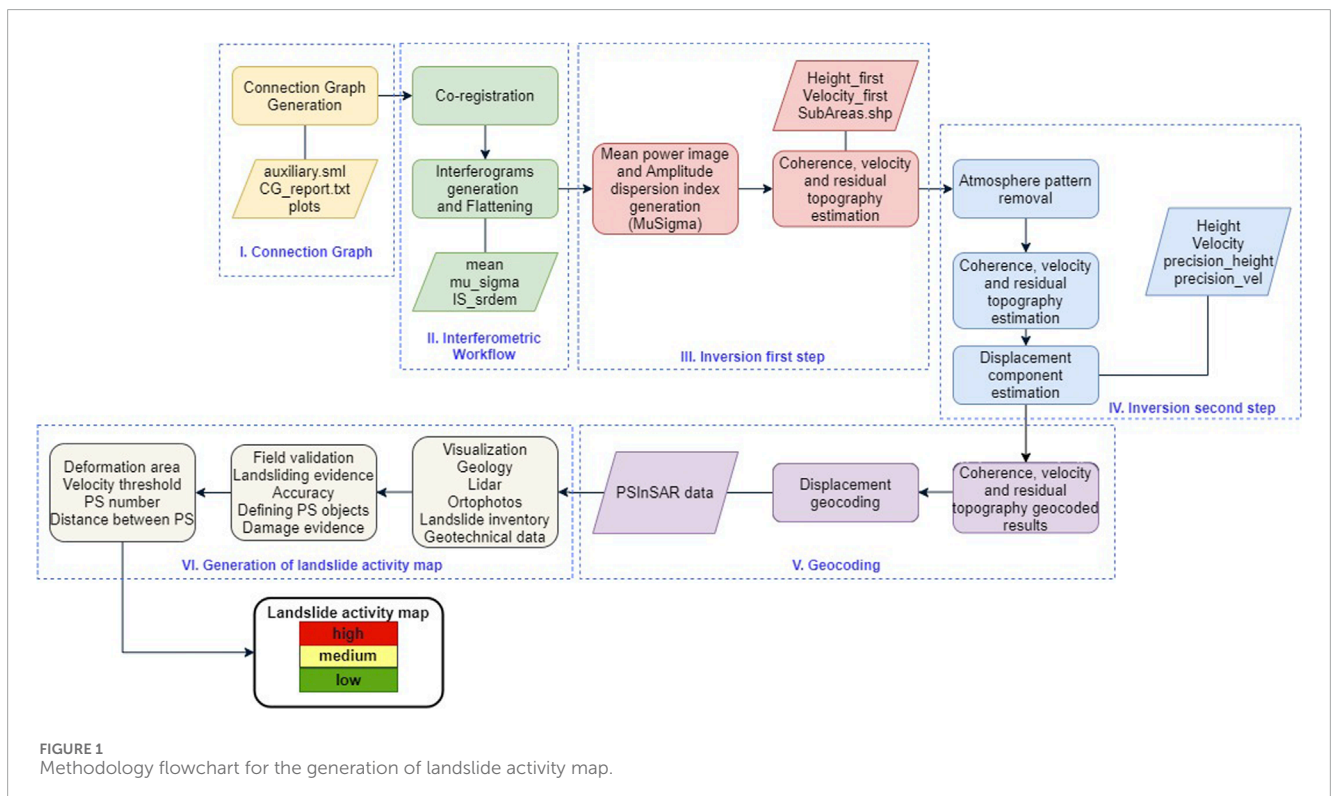 Connection Graph
Generation
auxiliary.sml
CG_report.txt
plots
I. Connection Graph
Co-registration
Interferograms
generation
and Flattening
mean
mu_sigma
IS_srdem
II. Interferometric
Workflow
Mean power image
and Amplitude
dispersion index
generation
(MuSigma)
Height_first
Velocity_first
SubAreas.shp
Coherence, velocity
and residual
topography
estimation
III. Inversion first step
Atmosphere pattern
removal
Coherence, velocity
and residual
topography
estimation
Displacement
component
estimation
Height
Velocity
precision_height
precision_vel
IV. Inversion second step
Coherence, velocity
and residual
topography geocoded
results
Displacement
geocoding
PSInSAR data
V. Geocoding
Visualization
Geology
Lidar
Ortophotos
Landslide inventory
Geotechnical data
Field validation
Landsliding evidence
Accuracy
Defining PS objects
Damage evidence
Deformation area
Velocity threshold
PS number
Distance between PS
VI. Generation of landslide activity map
Landslide activity map
high
medium
low
FIGURE 1
Methodology flowchart for the generation of landslide activity map.